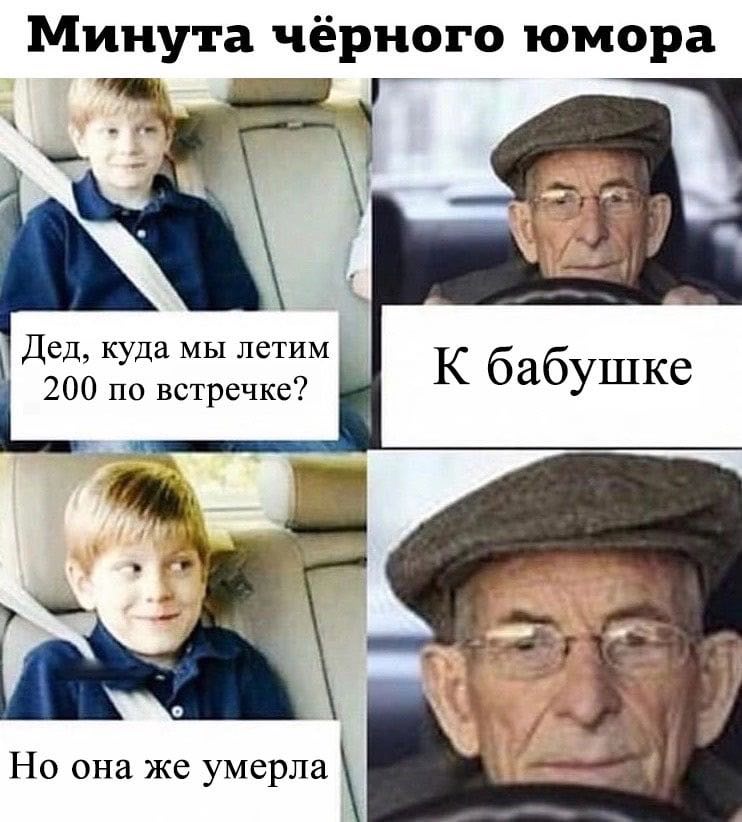 Минута чёрного юмора
Дед, куда мы летим
200 по встречке?
К бабушке
Но она же умерла